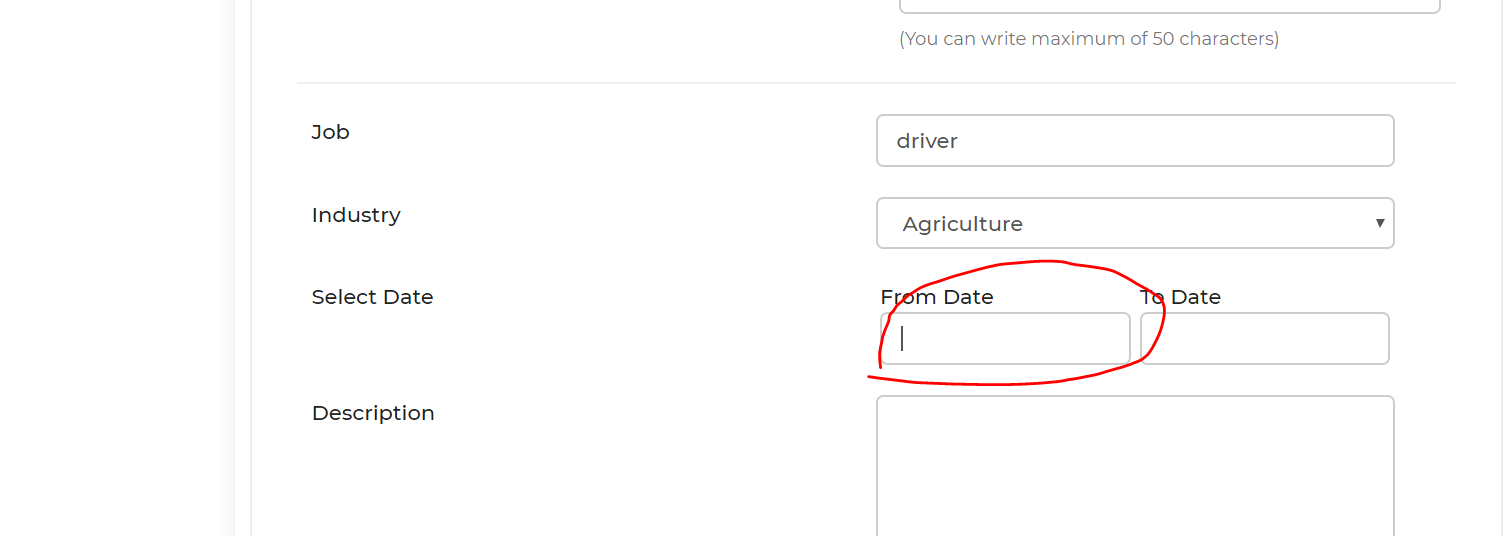 (You can write maximum of 50 characters)
Job
driver
Industry
Agriculture
Select Date
From Date
To Date
Description